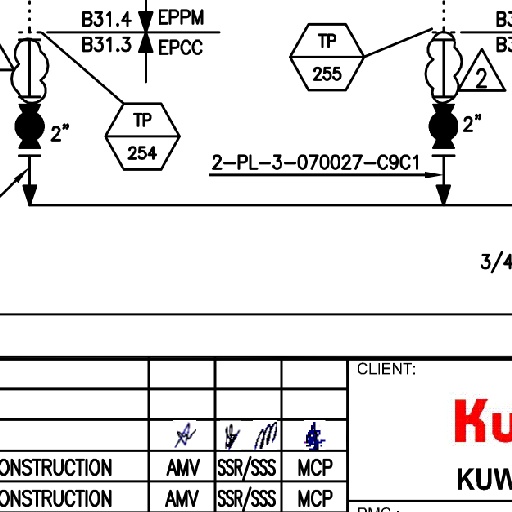 B31.4 EPPM
B31.3 EPCC
TP
254
2"
TP
255
2
2"
2-PL-3-070027-C9C1
3/4
CLIENT:
Ku
KUW
ONSTRUCTION AMV SSR/SSS MCP
ONSTRUCTION AMV SSR/SSS MCP